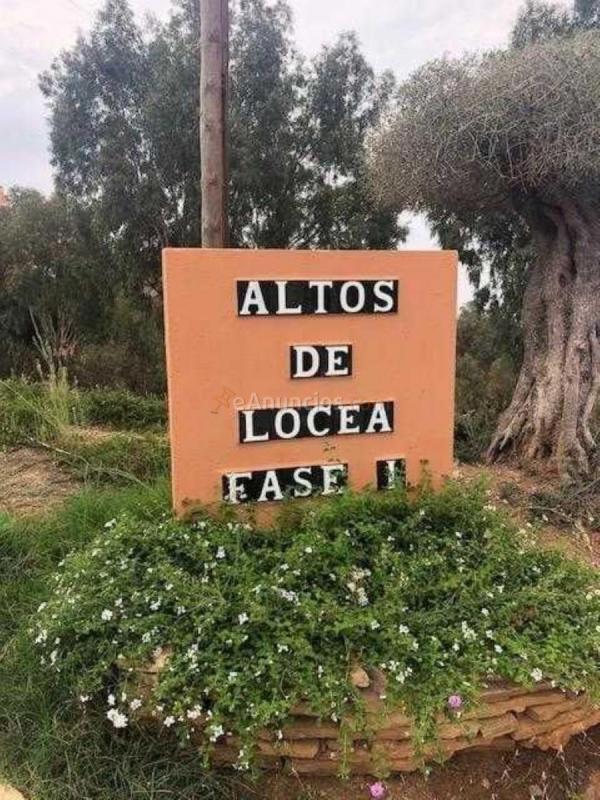 ALTOS
DE
eAnuncios
LOCEA
FASE I